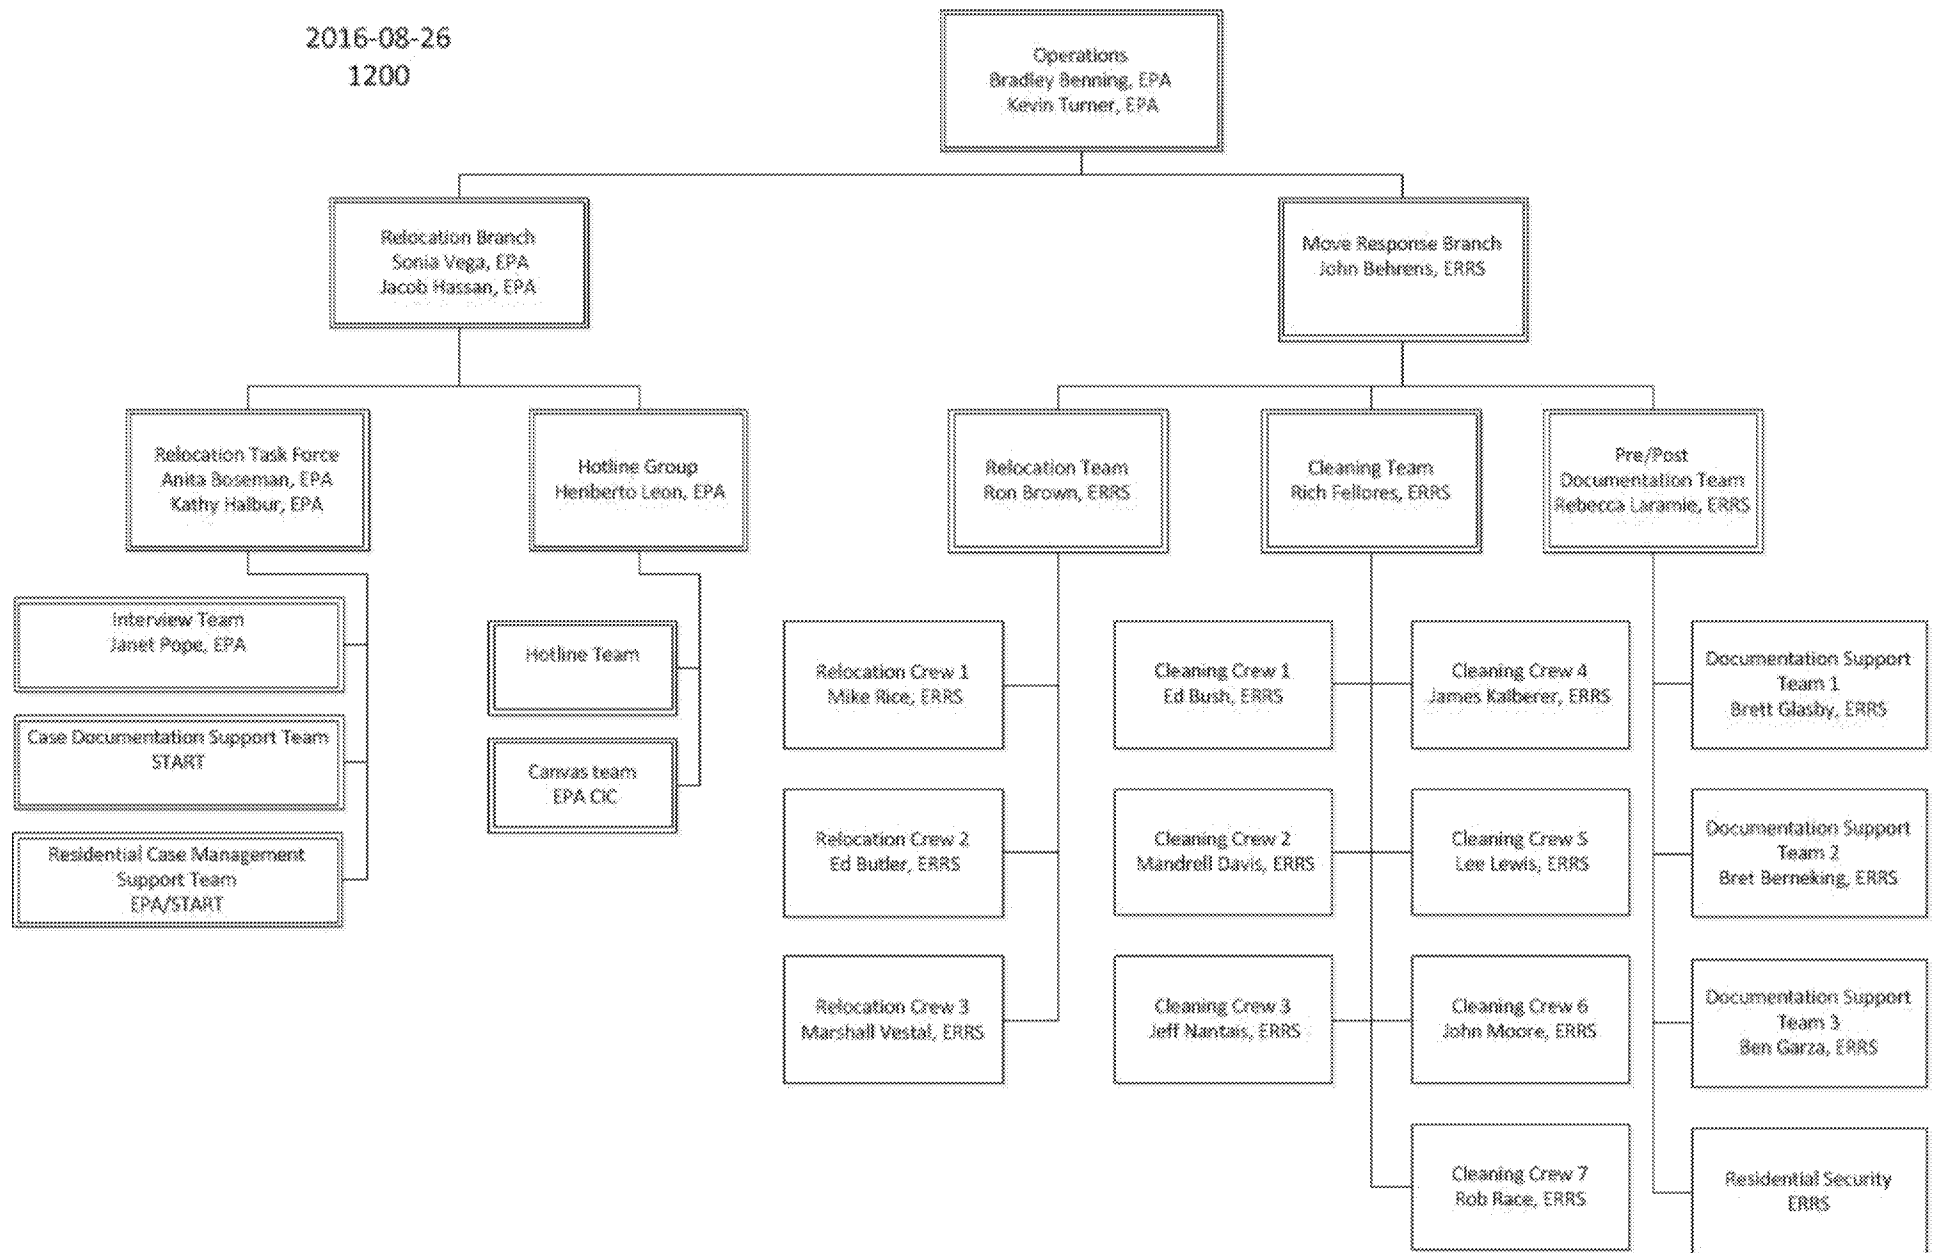 2016-08-26
1200
Operations
Bradley Benning, EPA
Kevin Turner, EPA
Relocation Branch
Sonia Vega, EPA
Jacob Hassan, EPA
Move Response Branch
John Behrens, ERRS
Relocation Task Force
Anita Boseman, EPA
Kathy Halbur, EPA
Hotline Group
Heriberto Leon, EPA
Relocation Team
Ron Brown, ERRS
Cleaning Team
Rich Fellores, ERRS
Pre/Post
Documentation Team
Rebecca Laramie, ERRS
Interview Team
Janet Pope, EPA
Case Documentation Support Team
START
Residential Case Management
Support Team
EPA/START
Hotline Team
Canvas team
EPA CIC
Relocation Crew 1
Mike Rice, ERRS
Relocation Crew 2
Ed Butler, ERRS
Relocation Crew 3
Marshall Vestal, ERRS
Cleaning Crew 1
Ed Bush, ERRS
Cleaning Crew 2
Mandrell Davis, ERRS
Cleaning Crew 3
Jeff Nantais, ERRS
Cleaning Crew 4
James Kalberer, ERRS
Cleaning Crew 5
Lee Lewis, ERRS
Cleaning Crew 6
John Moore, ERRS
Cleaning Crew 7
Rob Race, ERRS
Documentation Support
Team 1
Brett Glasby, ERRS
Documentation Support
Team 2
Bret Berneking, ERRS
Documentation Support
Team 3
Ben Garza, ERRS
Residential Security
ERRS